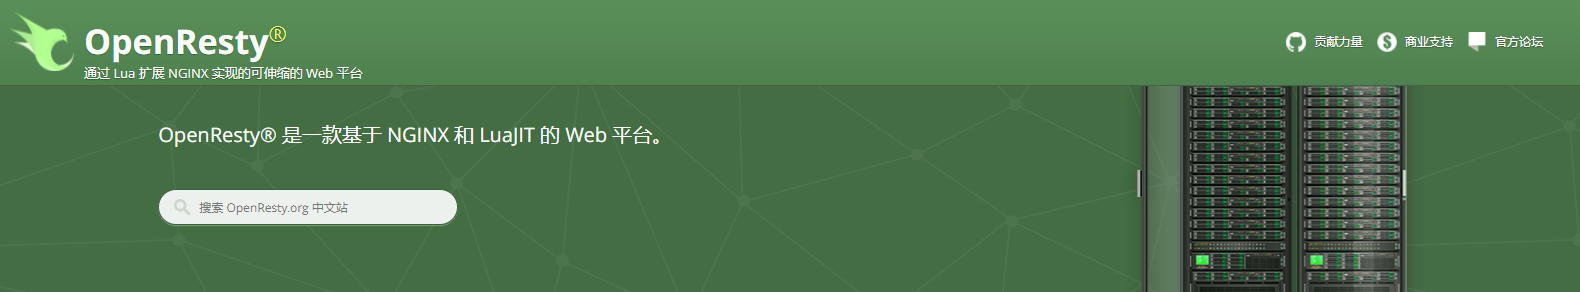 OpenResty®
通过 Lua 扩展 NGINX 实现的可伸缩的 Web 平台
贡献力量
商业支持
官方论坛
OpenResty® 是一款基于 NGINX 和 LuaJIT 的 Web 平台。
搜索 OpenResty.org 中文站